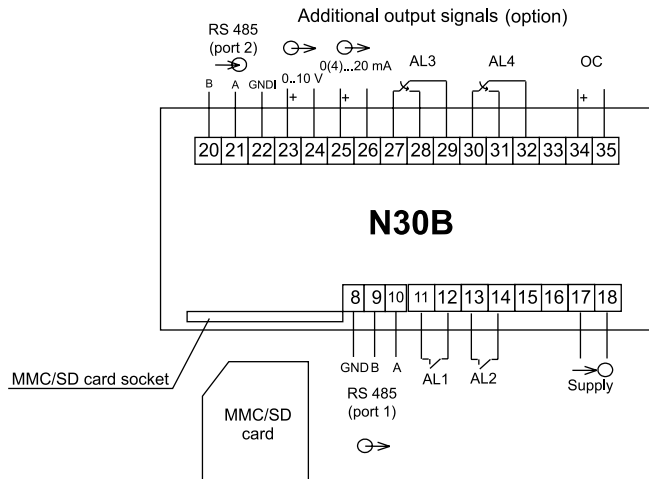 Additional output signals (option)
RS 485
(port 2)
0..10 V
0(4)...20 mA
AL3
AL4
OC
B
A
GNDI
+
+
+
20 21 22 23 24 25 26 27 28 29 30 31 32 33 34 35
N30B
8 9 10 11 12 13 14 15 16 17 18
MMC/SD card socket
MMC/SD
card
GND B A
RS 485
(port 1)
AL1
AL2
Supply